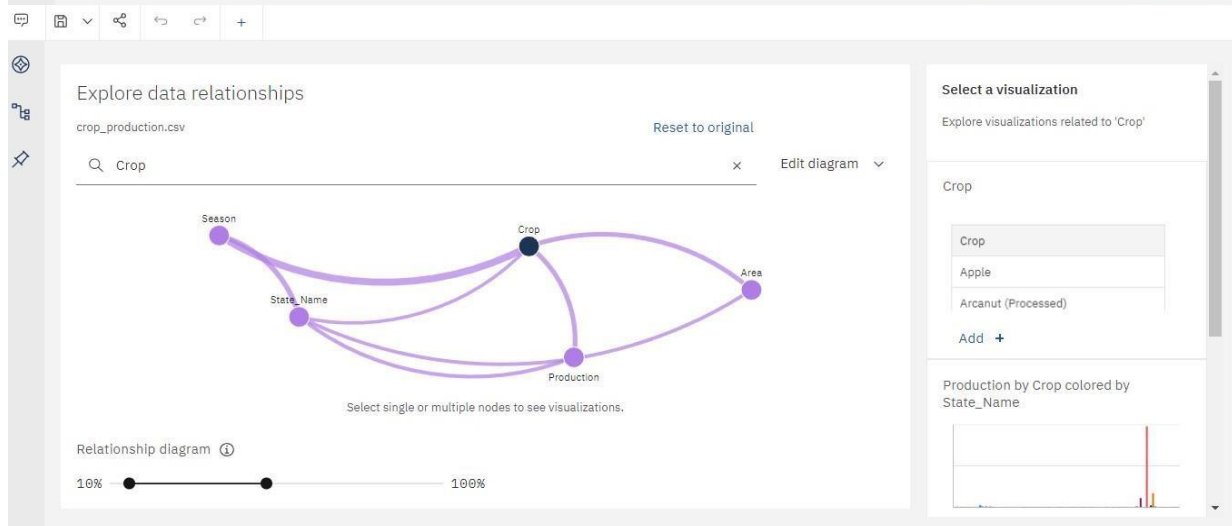 Explore data relationships
crop_production.csv
Reset to original
Crop
Edit diagram
Season
Crop
Area
State_Name
Production
Select single or multiple nodes to see visualizations.
Relationship diagram
10%
100%
Select a visualization
Explore visualizations related to 'Crop'
Crop
Crop
Apple
Arcanut (Processed)
Add +
Production by Crop colored by
State_Name